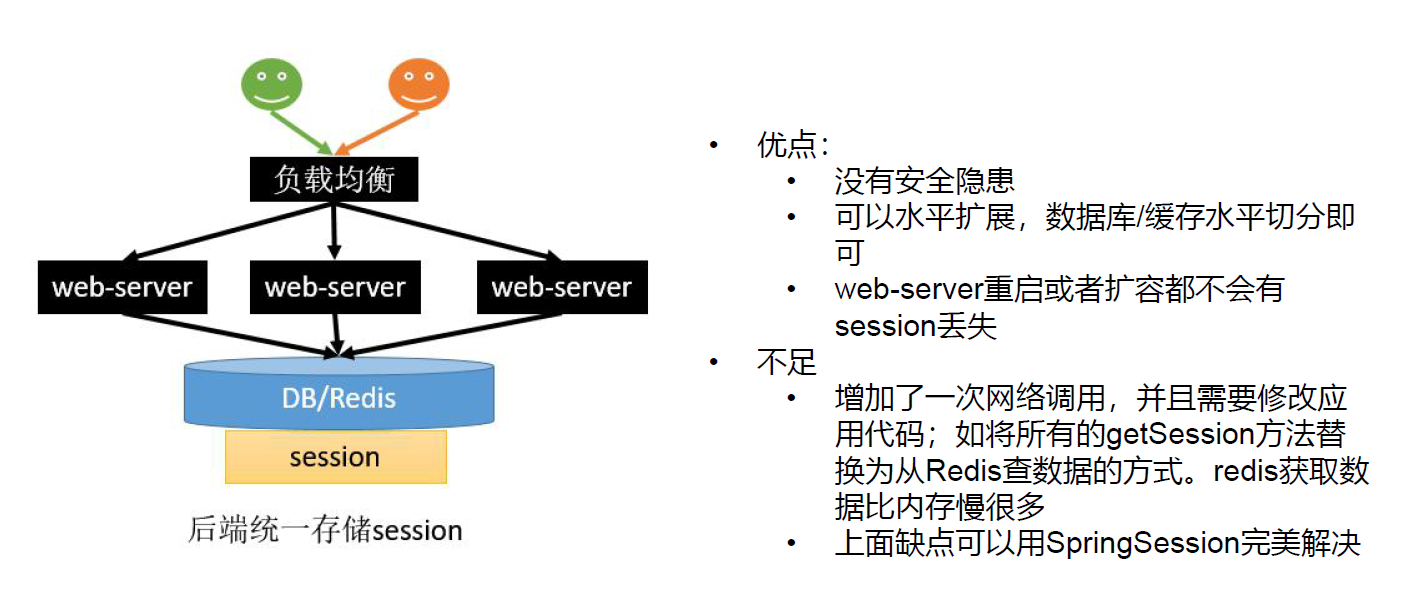 负载均衡
web-server
web-server
web-server
DB/Redis
session
后端统一存储session
• 优点：
• 没有安全隐患
• 可以水平扩展，数据库/缓存水平切分即
可
• web-server重启或者扩容都不会有
session丢失
• 不足
• 增加了一次网络调用，并且需要修改应
用代码；如将所有的getSession方法替
换为从Redis查数据的方式。redis获取数
据比内存慢很多
• 上面缺点可以用SpringSession完美解决